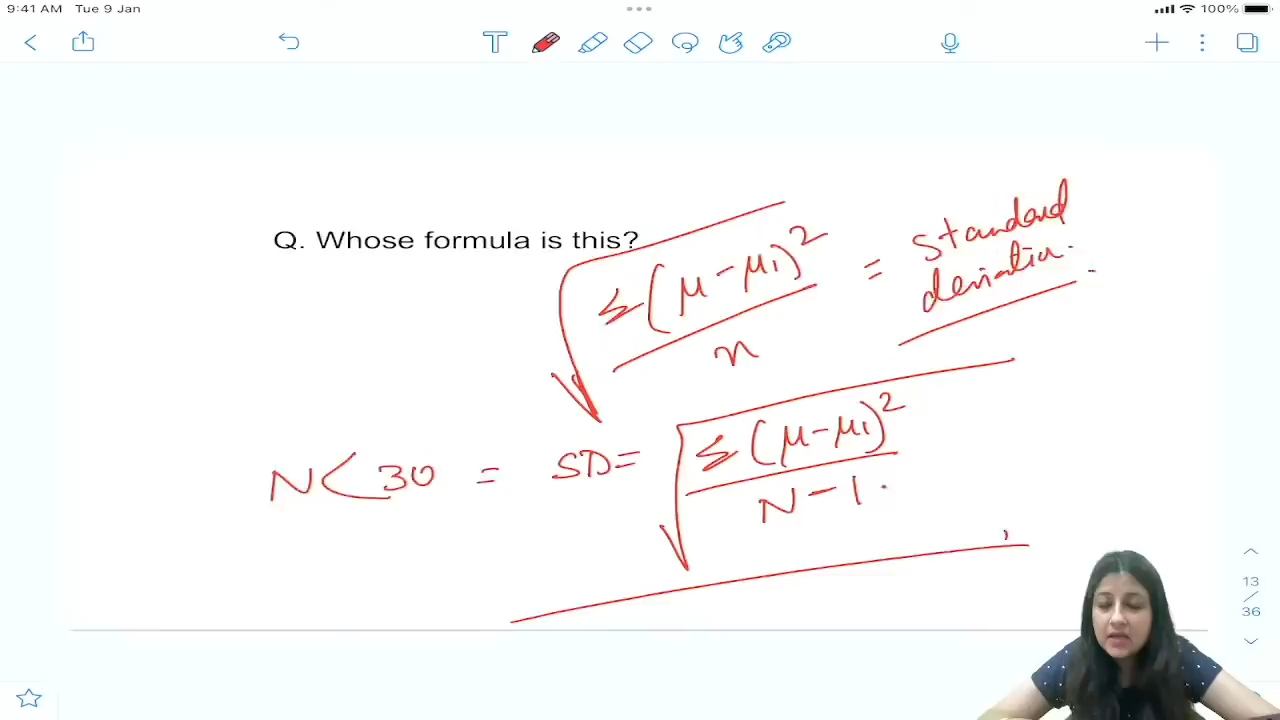 9:41 AM Tue 9 Jan
100%
Q. Whose formula is this?
√(Σ(μ-μ1)²/n) = Standard
deviation.
N<30 = SD= √(Σ(μ-μ1)²/N-1)
13
/
36